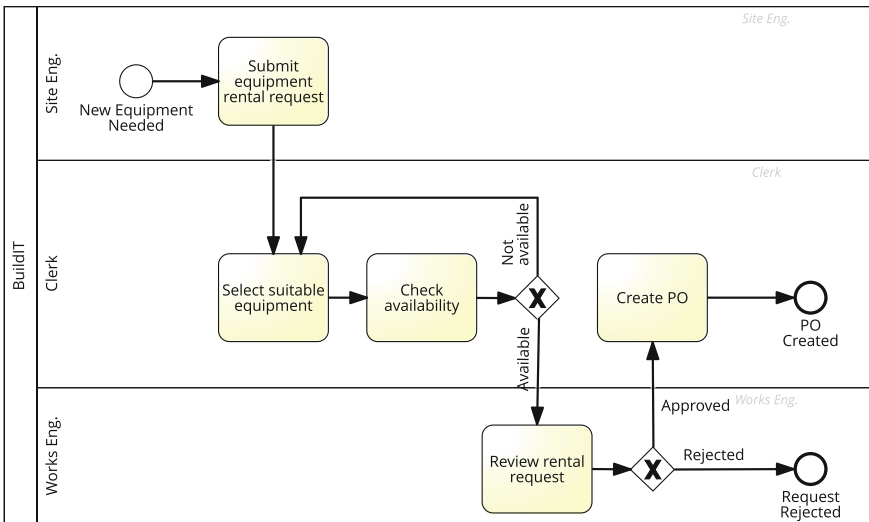 BuildIT
Site Eng.
Site Eng.
New Equipment
Needed
Submit
equipment
rental request
Clerk
Clerk
Select suitable
equipment
Check
availability
Not
available
Available
Create PO
PO
Created
Works Eng.
Works Eng.
Review rental
request
Approved
Rejected
Request
Rejected